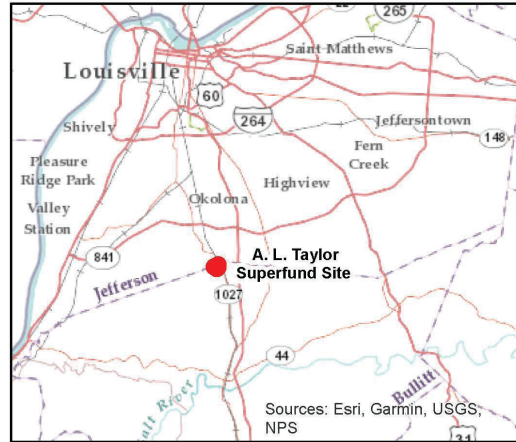 265
Saint Matthews
Louisville
60
264
Jeffersontown
148
Shively
Fern
Creek
Pleasure
Ridge Park
Highview
Okolona
Valley
Station
841
A. L. Taylor
Superfund Site
Jefferson
1027
44
Bullitt
Salt River
Sources: Esri, Garmin, USGS,
NPS
31